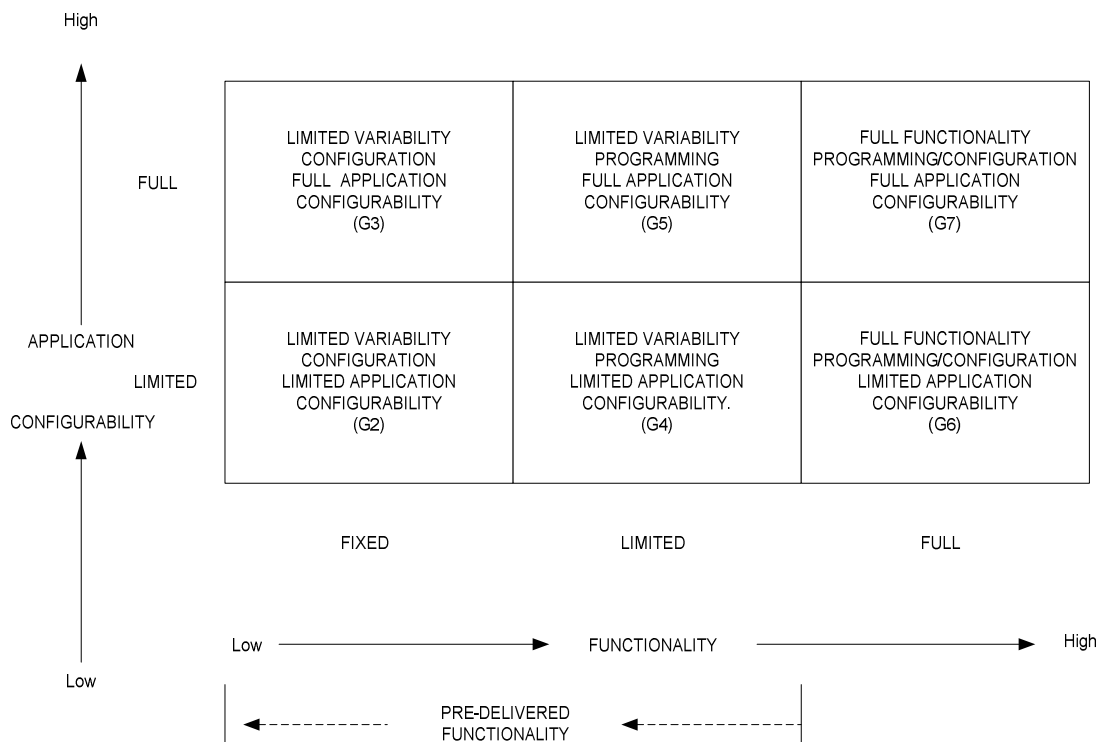 High
LIMITED VARIABILITY
CONFIGURATION
FULL APPLICATION
CONFIGURABILITY
(G3)
LIMITED VARIABILITY
PROGRAMMING
FULL APPLICATION
CONFIGURABILITY
(G5)
FULL FUNCTIONALITY
PROGRAMMING/CONFIGURATION
FULL APPLICATION
CONFIGURABILITY
(G7)
FULL
APPLICATION
LIMITED
CONFIGURABILITY
LIMITED VARIABILITY
CONFIGURATION
LIMITED APPLICATION
CONFIGURABILITY
(G2)
LIMITED VARIABILITY
PROGRAMMING
LIMITED APPLICATION
CONFIGURABILITY.
(G4)
FULL FUNCTIONALITY
PROGRAMMING/CONFIGURATION
LIMITED APPLICATION
CONFIGURABILITY
(G6)
FIXED
LIMITED
FULL
Low
FUNCTIONALITY
High
Low
PRE-DELIVERED
FUNCTIONALITY